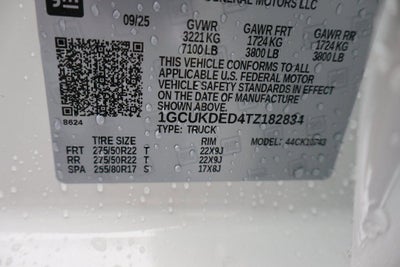 GM
GENERAL MOTORS LLC
09/25 GVWR GAWR FRT GAWR RR
3221 KG 1724 KG 1724 KG
7100 LB 3800 LB 3800 LB
THIS VEHICLE CONFORMS TO ALL
APPLICABLE U.S. FEDERAL MOTOR
VEHICLE SAFETY STANDARDS IN EFFECT
ON THE DATE OF MANUFACTURE
8624 1GCUKDED4TZ182834
TYPE: TRUCK
TIRE SIZE RIM MODEL:
FRT 275/50R22 T 22X9J
RR 275/50R22 T 22X9J
SPA 255/80R17 S 17X8J